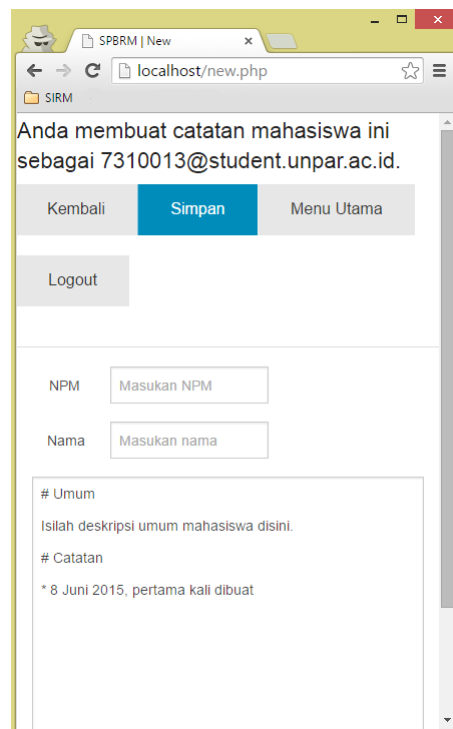 SPBRM | New
localhost/new.php
SIRM
Anda membuat catatan mahasiswa ini
sebagai 7310013@student.unpar.ac.id.
Kembali Simpan Menu Utama
Logout
NPM Masukan NPM
Nama Masukan nama
# Umum
Isilah deskripsi umum mahasiswa disini.
# Catatan
* 8 Juni 2015, pertama kali dibuat